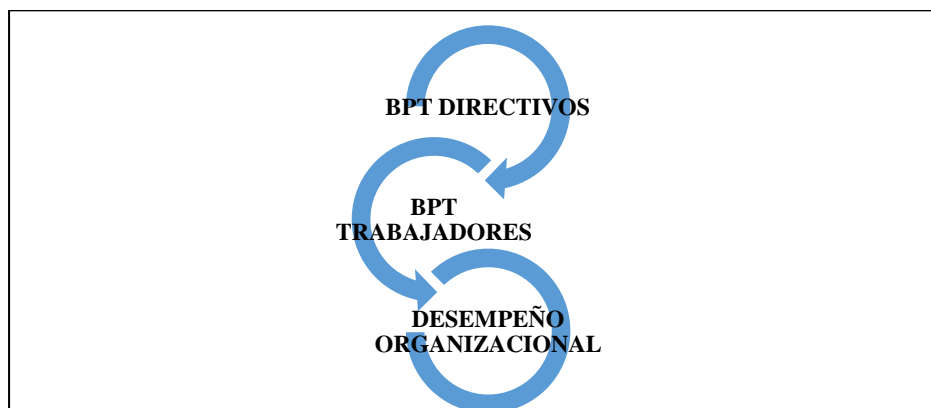 BPT DIRECTIVOS
BPT
TRABAJADORES
DESEMPEÑO
ORGANIZACIONAL